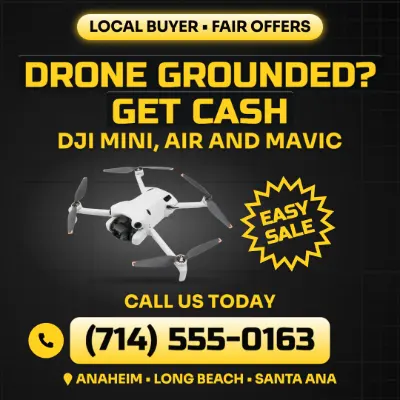 LOCAL BUYER • FAIR OFFERS
DRONE GROUNDED?
GET CASH
DJI MINI, AIR AND MAVIC
EASY
SALE
CALL US TODAY
(714) 555-0163
ANAHEIM • LONG BEACH • SANTA ANA